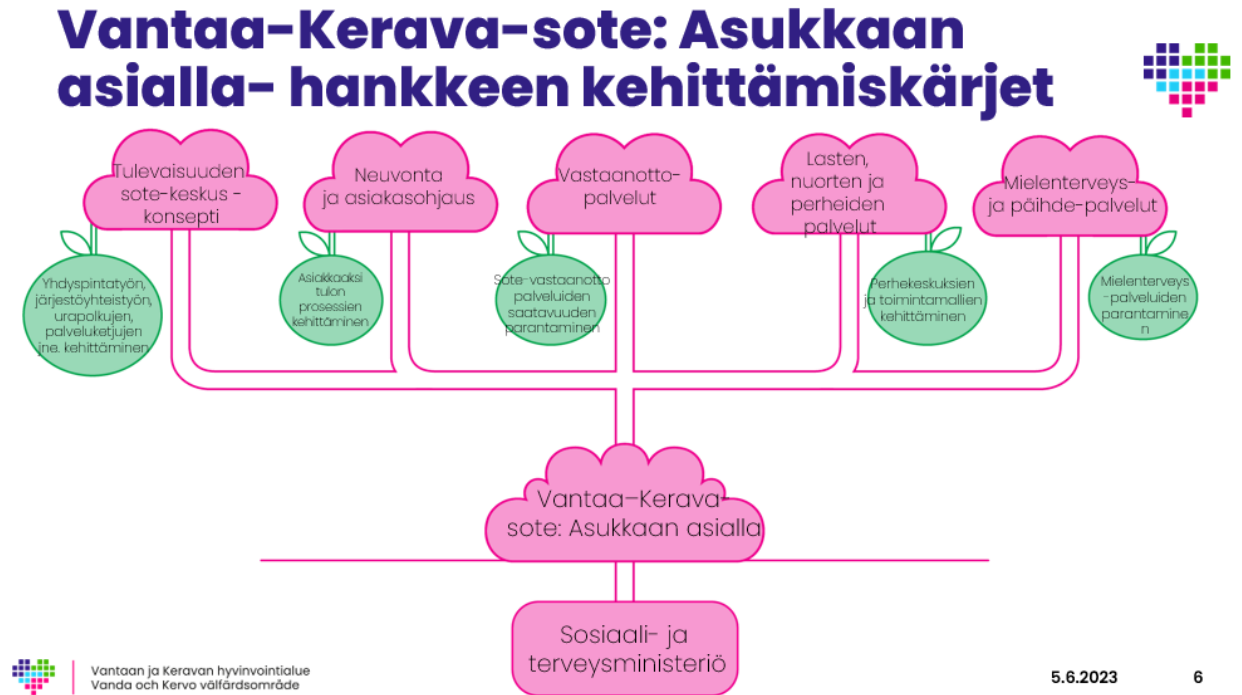 Vantaa-Kerava-sote: Asukkaan
asialla- hankkeen kehittämiskärjet
Tulevaisuuden
sote-keskus -
konsepti
Neuvonta
ja asiakasohjaus
Vastaanotto-
palvelut
Lasten,
nuorten ja
perheiden
palvelut
Mielenterveys-
ja päihde-palvelut
Yhdyspintatyön,
järjestöyhteistyön,
urapolkujen,
palveluketjujen
jne. kehittäminen
Asiakkaaksi
tulon
prosessien
kehittäminen
Sote-vastaanotto
palveluiden
saatavuuden
parantaminen
Perhekeskuksien
ja toimintamallien
kehittäminen
Mielenterveys
-palveluiden
parantamine
n
Vantaa–Kerava-
sote: Asukkaan asialla
Sosiaali- ja
terveysministeriö
Vantaan ja Keravan hyvinvointialue
Vanda och Kervo välfärdsområde
5.6.2023
6